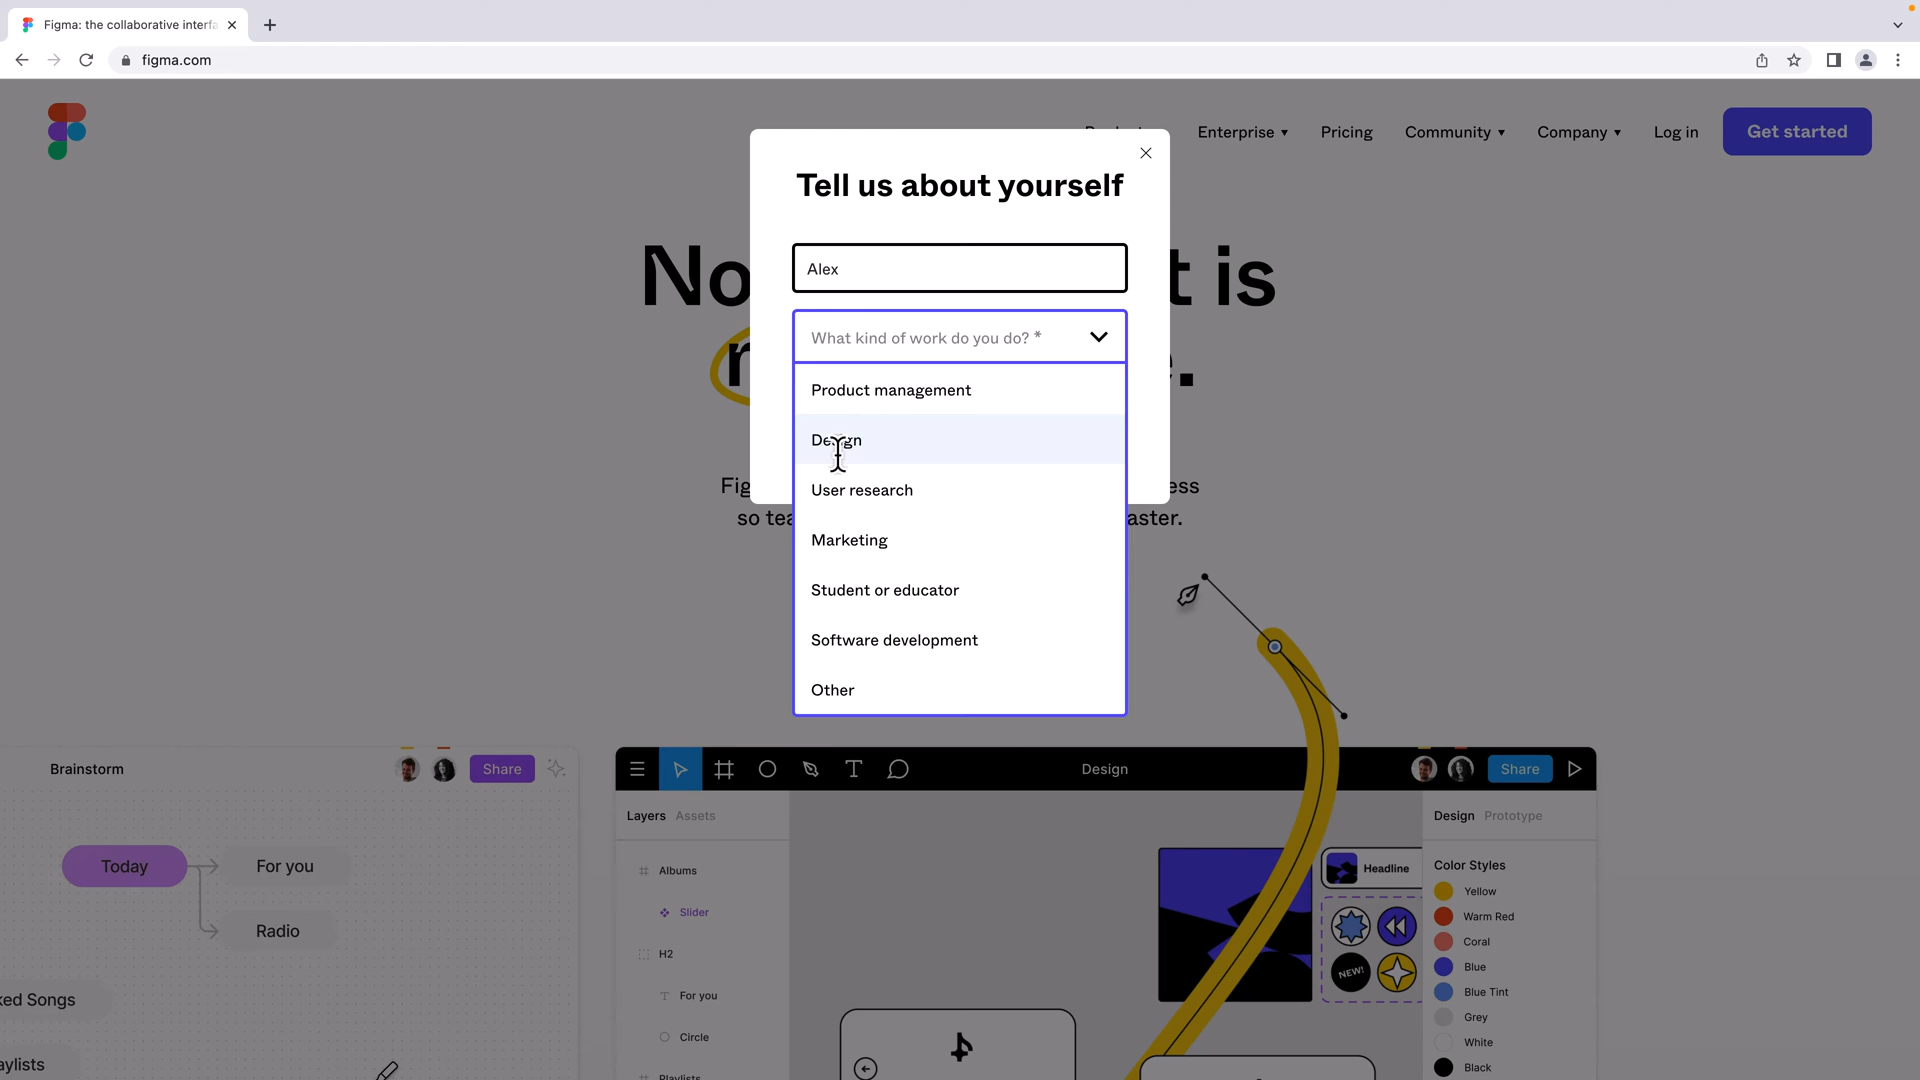 Figma: the collaborative interfa
figma.com
Enterprise
Pricing
Community
Company
Log in
Get started
Tell us about yourself
Alex
What kind of work do you do? *
Product management
Design
User research
Marketing
Student or educator
Software development
Other
No t is
.
Fig ess
so tea aster.
Brainstorm
Share
Today
For you
Radio
ked Songs
aylists
Design
Share
Layers Assets
Albums
Slider
H2
For you
Circle
Playlists
Headline
NEW!
Design Prototype
Color Styles
Yellow
Warm Red
Coral
Blue
Blue Tint
Grey
White
Black